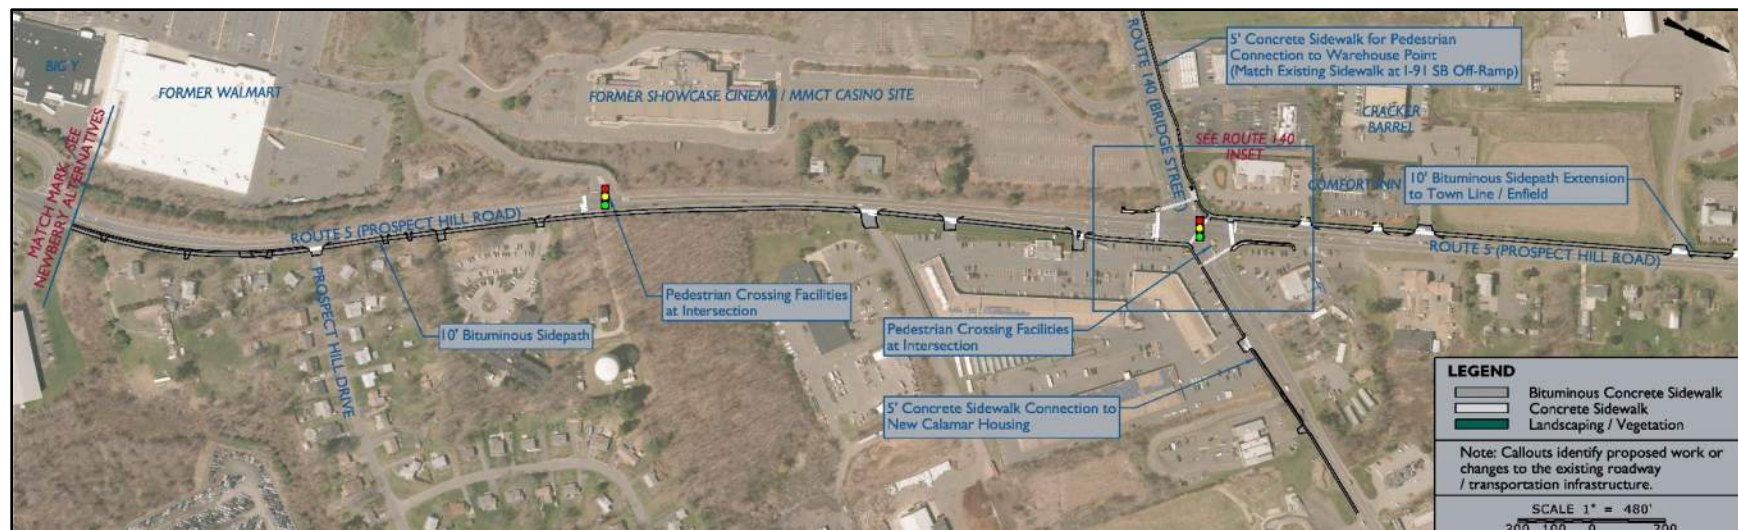 BIG Y
FORMER WALMART
MATCH MARK - SEE
NEWBERRY ALTERNATIVES
FORMER SHOWCASE CINEMA / MMCT CASINO SITE
ROUTE 140 (BRIDGE STREET)
5' Concrete Sidewalk for Pedestrian
Connection to Warehouse Point
(Match Existing Sidewalk at I-91 SB Off-Ramp)
CRACKER
BARREL
SEE ROUTE 140
INSET
COMFORT INN
10' Bituminous Sidepath Extension
to Town Line / Enfield
ROUTE 5 (PROSPECT HILL ROAD)
ROUTE 5 (PROSPECT HILL ROAD)
PROSPECT HILL DRIVE
10' Bituminous Sidepath
Pedestrian Crossing Facilities
at Intersection
Pedestrian Crossing Facilities
at Intersection
5' Concrete Sidewalk Connection to
New Calamar Housing
LEGEND
Bituminous Concrete Sidewalk
Concrete Sidewalk
Landscaping / Vegetation
Note: Callouts identify proposed work or
changes to the existing roadway
/ transportation infrastructure.
SCALE 1" = 480'
200 100 0 200